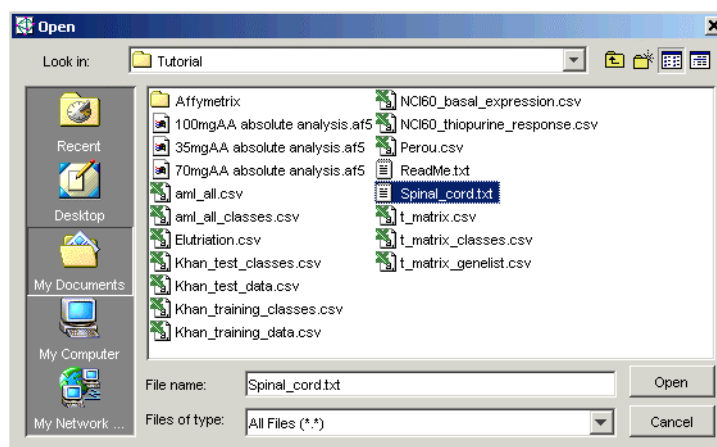 Open
Look in: Tutorial
Recent
Desktop
My Documents
My Computer
My Network ...
Affymetrix
100mgAA absolute analysis.af5
35mgAA absolute analysis.af5
70mgAA absolute analysis.af5
aml_all.csv
aml_all_classes.csv
Elutriation.csv
Khan_test_classes.csv
Khan_test_data.csv
Khan_training_classes.csv
Khan_training_data.csv
NCI60_basal_expression.csv
NCI60_thiopurine_response.csv
Perou.csv
ReadMe.txt
Spinal_cord.txt
t_matrix.csv
t_matrix_classes.csv
t_matrix_genelist.csv
File name: Spinal_cord.txt Open
Files of type: All Files (*.*) Cancel